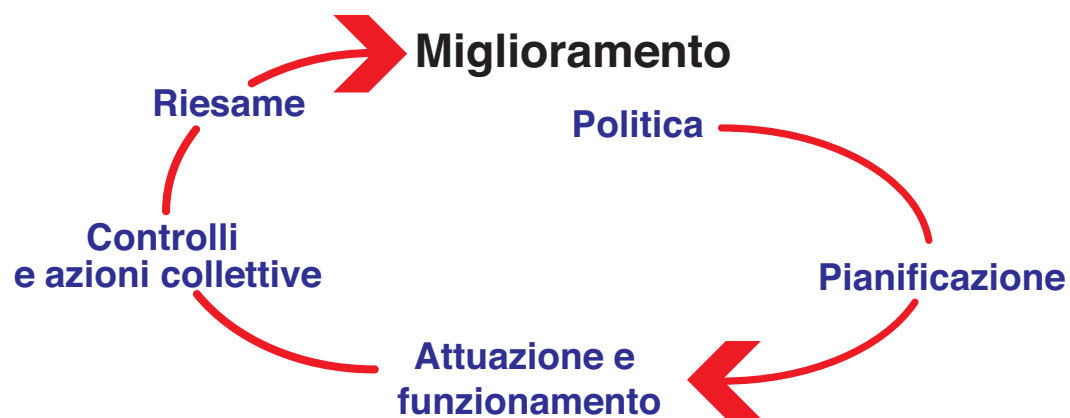 Miglioramento
Politica
Pianificazione
Attuazione e
funzionamento
Controlli
e azioni collettive
Riesame